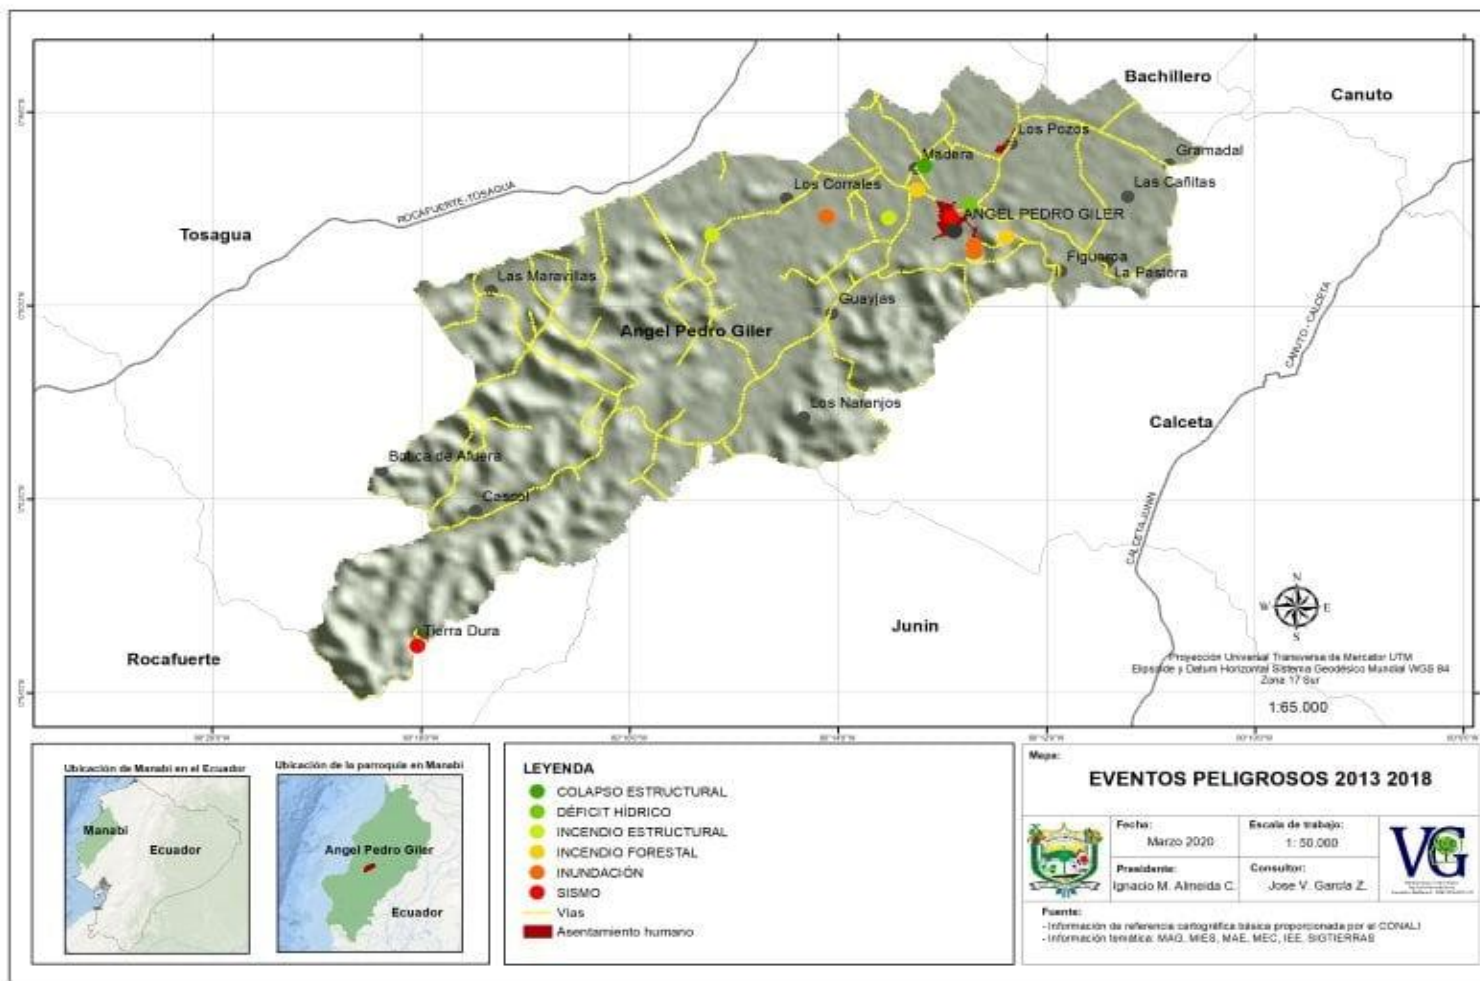 Bachillero
Canuto
Los Pozos
Madera
Gramadal
Los Corrales
Las Cañitas
ROCAFUERTE-TOSAGUA
ANGEL PEDRO GILER
Tosagua
Figueroa
Las Maravillas
La Pastora
Guayjas
Angel Pedro Giler
CANUTO - CALCETA
Los Naranjos
Calceta
Botica de Afuera
Cascol
CALCETA-JUNIN
N
W E
S
Tierra Dura
Junin
Rocafuerte
Proyección Universal Transversa de Mercator UTM
Elipsoide y Datum Horizontal Sistema Geodésico Mundial WGS 84
Zona 17 Sur
1:65.000
Ubicación de Manabí en el Ecuador
Manabí
Ecuador
Ubicación de la parroquia en Manabí
Angel Pedro Giler
Ecuador
LEYENDA
COLAPSO ESTRUCTURAL
DÉFICIT HÍDRICO
INCENDIO ESTRUCTURAL
INCENDIO FORESTAL
INUNDACIÓN
SISMO
Vías
Asentamiento humano
Mapa:
EVENTOS PELIGROSOS 2013 2018
Fecha:
Marzo 2020
Escala de trabajo:
1: 50.000
Presidente:
Ignacio M. Almeida C.
Consultor:
Jose V. García Z.
VG
Fuente:
- Información de referencia cartográfica básica proporcionada por el CONALI
- Información temática: MAG, MIES, MAE, MEC, IEE, SIGTIERRAS